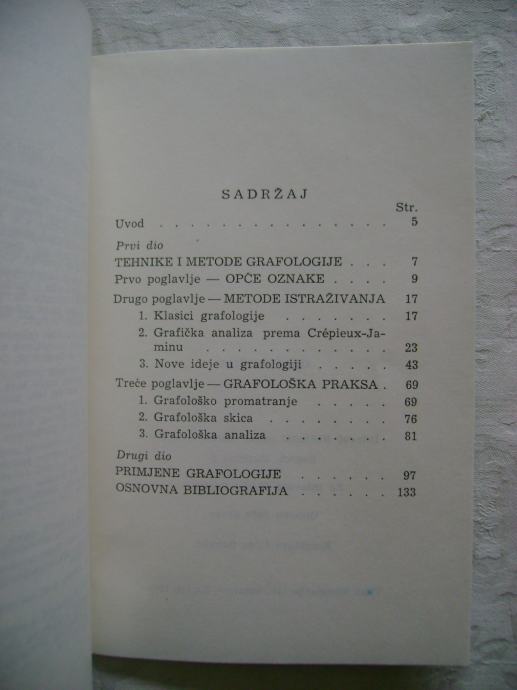 SADRŽAJ
Str.
Uvod . . . . . . . . . . . . . . . 5
Prvi dio
TEHNIKE I METODE GRAFOLOGIJE . . . 7
Prvo poglavlje — OPĆE OZNAKE . . . . 9
Drugo poglavlje — METODE ISTRAŽIVANJA 17
1. Klasici grafologije . . . . . . 17
2. Grafička analiza prema Crépieux-Ja-
minu . . . . . . . . . . . . 23
3. Nove ideje u grafologiji . . . . 43
Treće poglavlje — GRAFOLOŠKA PRAKSA . 69
1. Grafološko promatranje . . . . 69
2. Grafološka skica . . . . . . . 76
3. Grafološka analiza . . . . . . . 81
Drugi dio
PRIMJENE GRAFOLOGIJE . . . . . . 97
OSNOVNA BIBLIOGRAFIJA . . . . . . 133